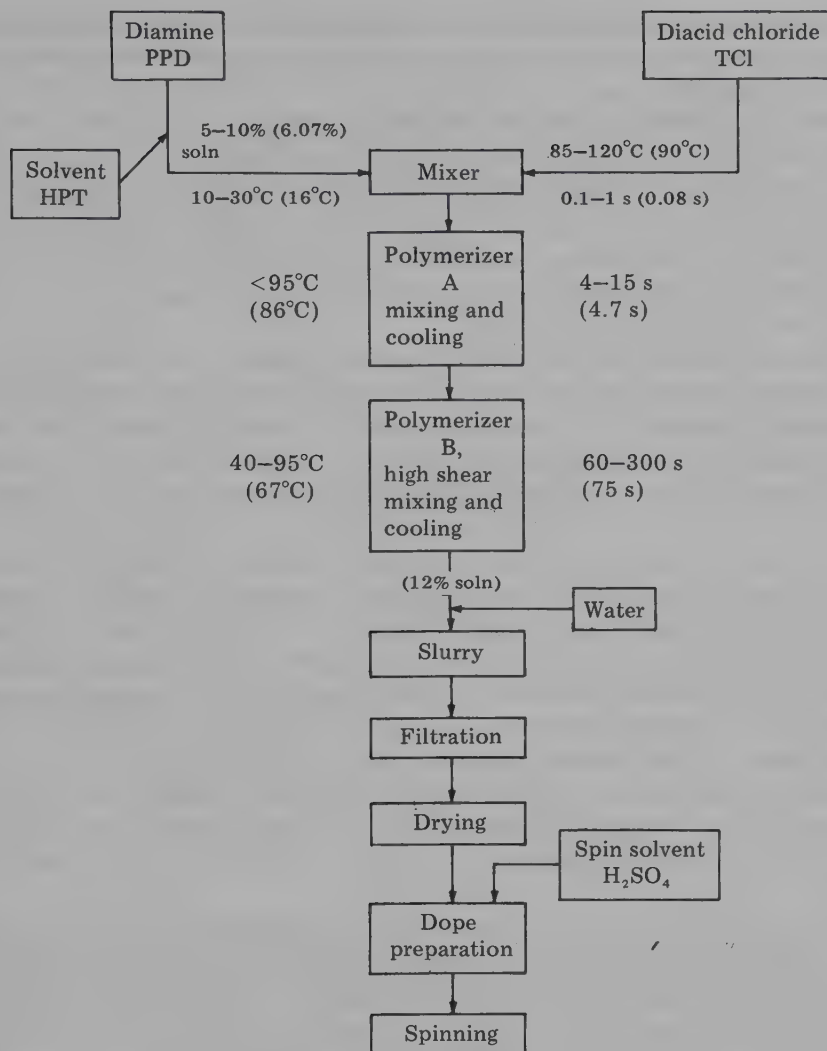 Diamine
PPD
Diacid chloride
TCl
5–10% (6.07%)
soln
Solvent
HPT
10–30°C (16°C)
Mixer
85–120°C (90°C)
0.1–1 s (0.08 s)
<95°C
(86°C)
Polymerizer
A
mixing and
cooling
4–15 s
(4.7 s)
40–95°C
(67°C)
Polymerizer
B,
high shear
mixing and
cooling
60–300 s
(75 s)
(12% soln)
Water
Slurry
Filtration
Drying
Spin solvent
H₂SO₄
Dope
preparation
Spinning